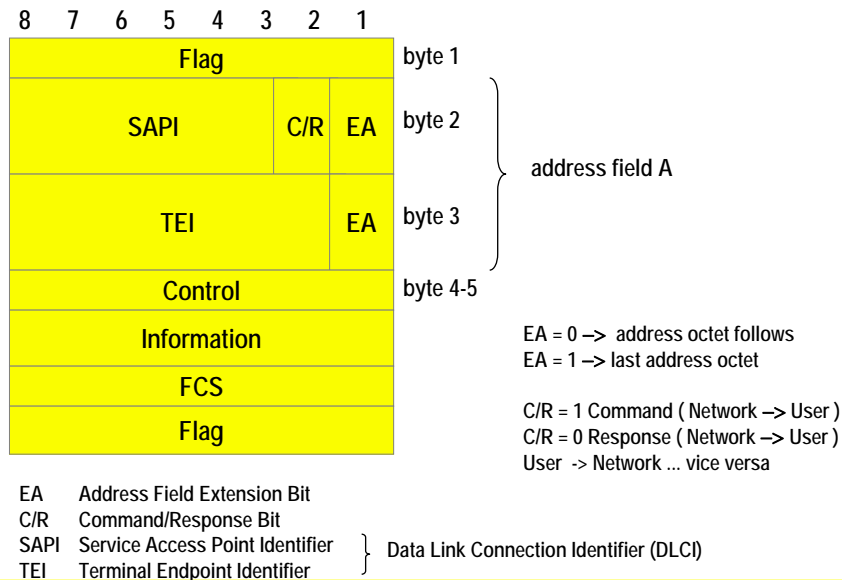 8 7 6 5 4 3 2 1
Flag byte 1
SAPI C/R EA byte 2
address field A
TEI EA byte 3
Control byte 4-5
Information
FCS
Flag
EA = 0 –> address octet follows
EA = 1 –> last address octet
C/R = 1 Command ( Network –> User )
C/R = 0 Response ( Network –> User )
User -> Network ... vice versa
EA Address Field Extension Bit
C/R Command/Response Bit
SAPI Service Access Point Identifier
TEI Terminal Endpoint Identifier
Data Link Connection Identifier (DLCI)